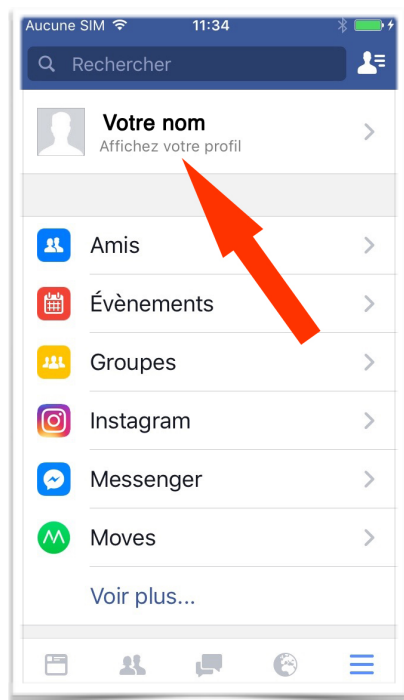 Aucune SIM 11:34
Rechercher
Votre nom
Affichez votre profil
Amis
Évènements
Groupes
Instagram
Messenger
Moves
Voir plus...